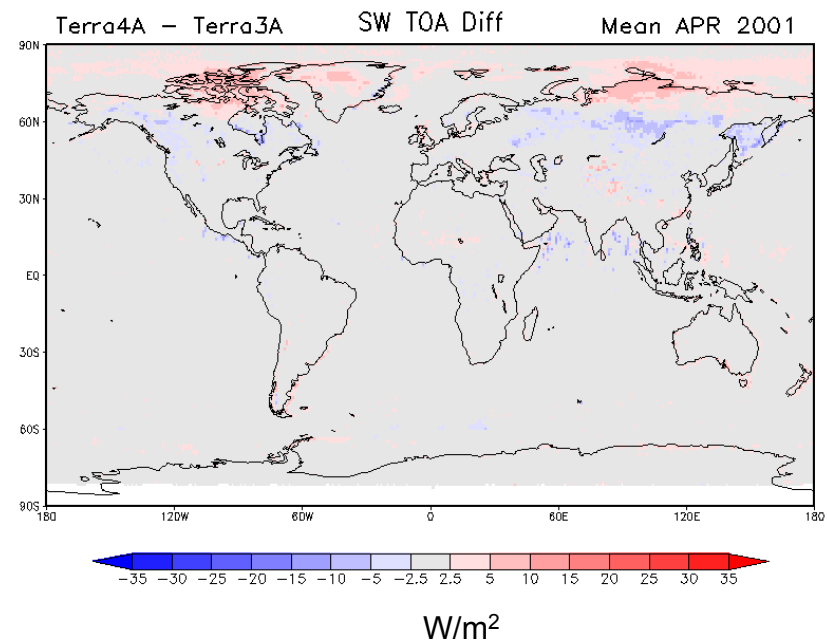 Terra4A − Terra3A SW TOA Diff Mean APR 2001
90N
60N
30N
EQ
30S
60S
90S
180 120W 60W 0 60E 120E 180
−35 −30 −25 −20 −15 −10 −5 −2.5 2.5 5 10 15 20 25 30 35
W/m²